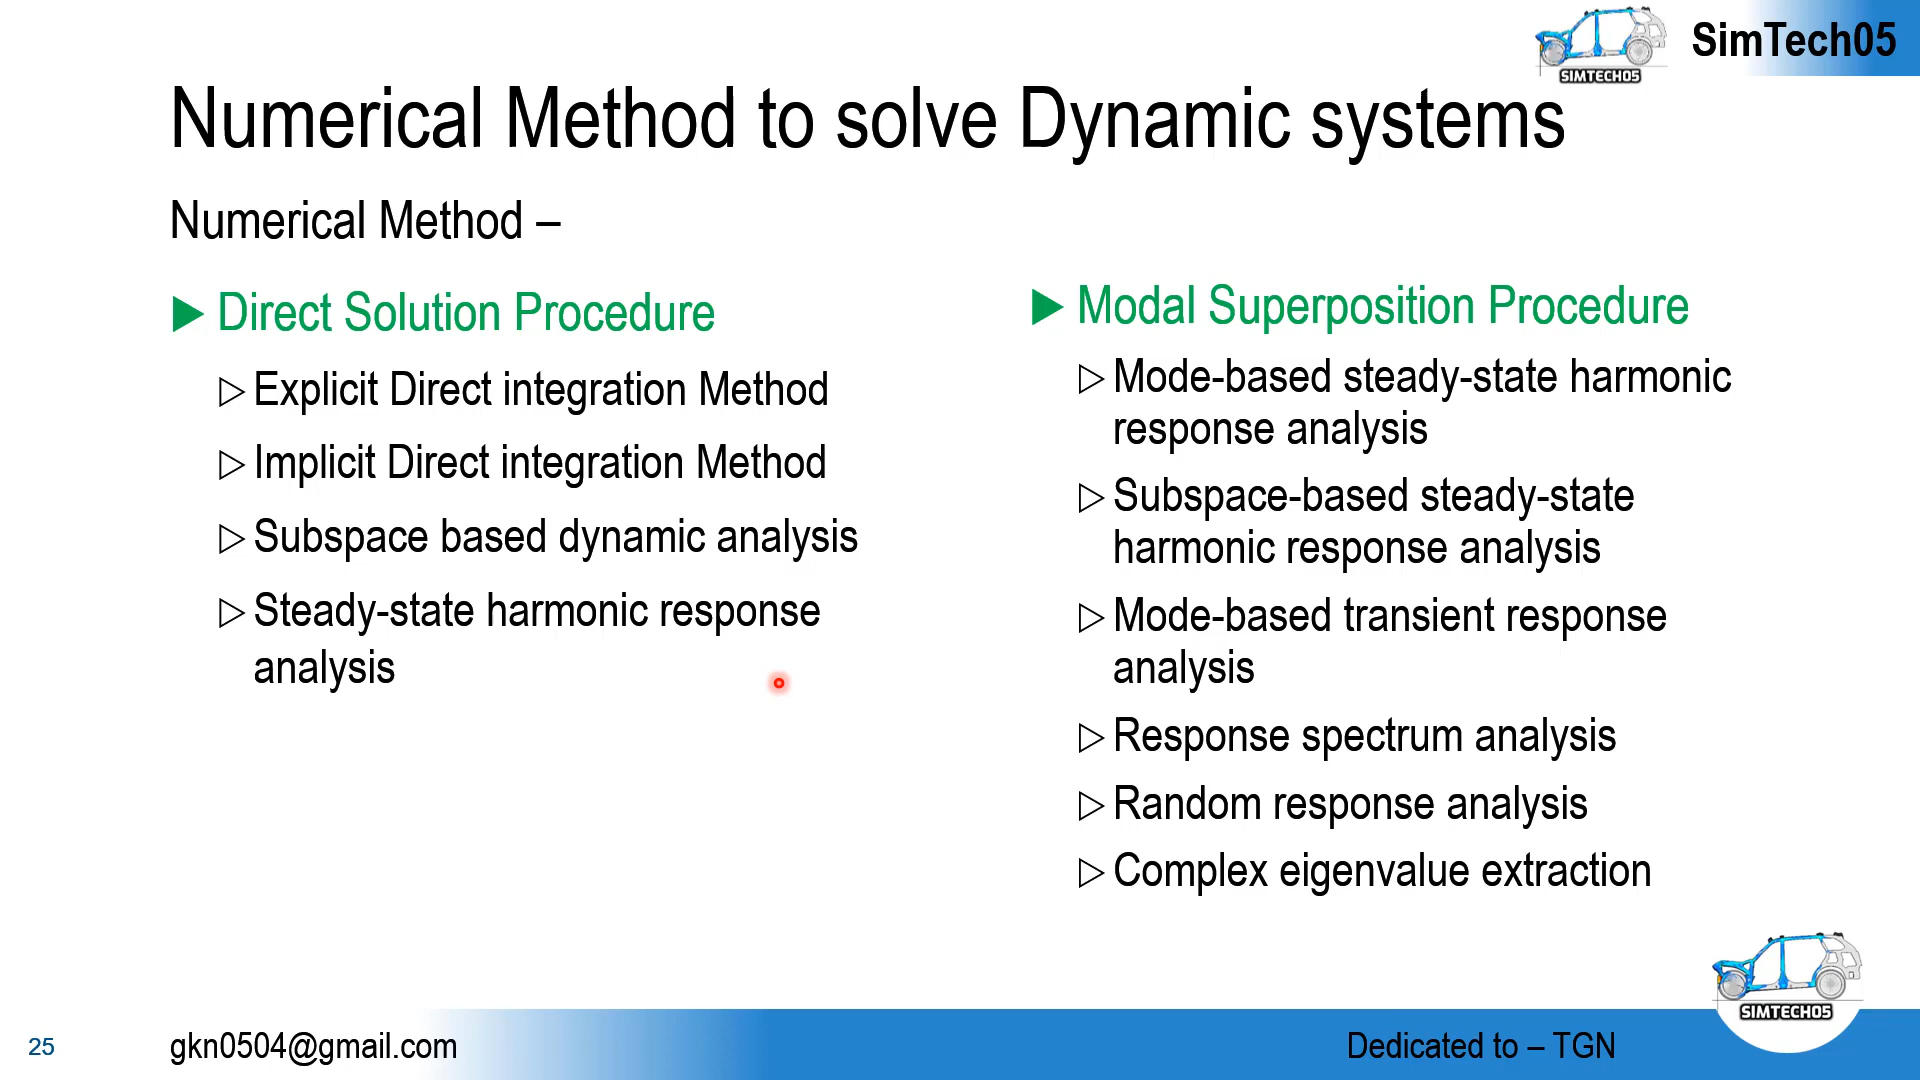 SIMTECH05
SimTech05
Numerical Method to solve Dynamic systems
Numerical Method –
Direct Solution Procedure
Explicit Direct integration Method
Implicit Direct integration Method
Subspace based dynamic analysis
Steady-state harmonic response
analysis
Modal Superposition Procedure
Mode-based steady-state harmonic
response analysis
Subspace-based steady-state
harmonic response analysis
Mode-based transient response
analysis
Response spectrum analysis
Random response analysis
Complex eigenvalue extraction
SIMTECH05
25
gkn0504@gmail.com
Dedicated to – TGN